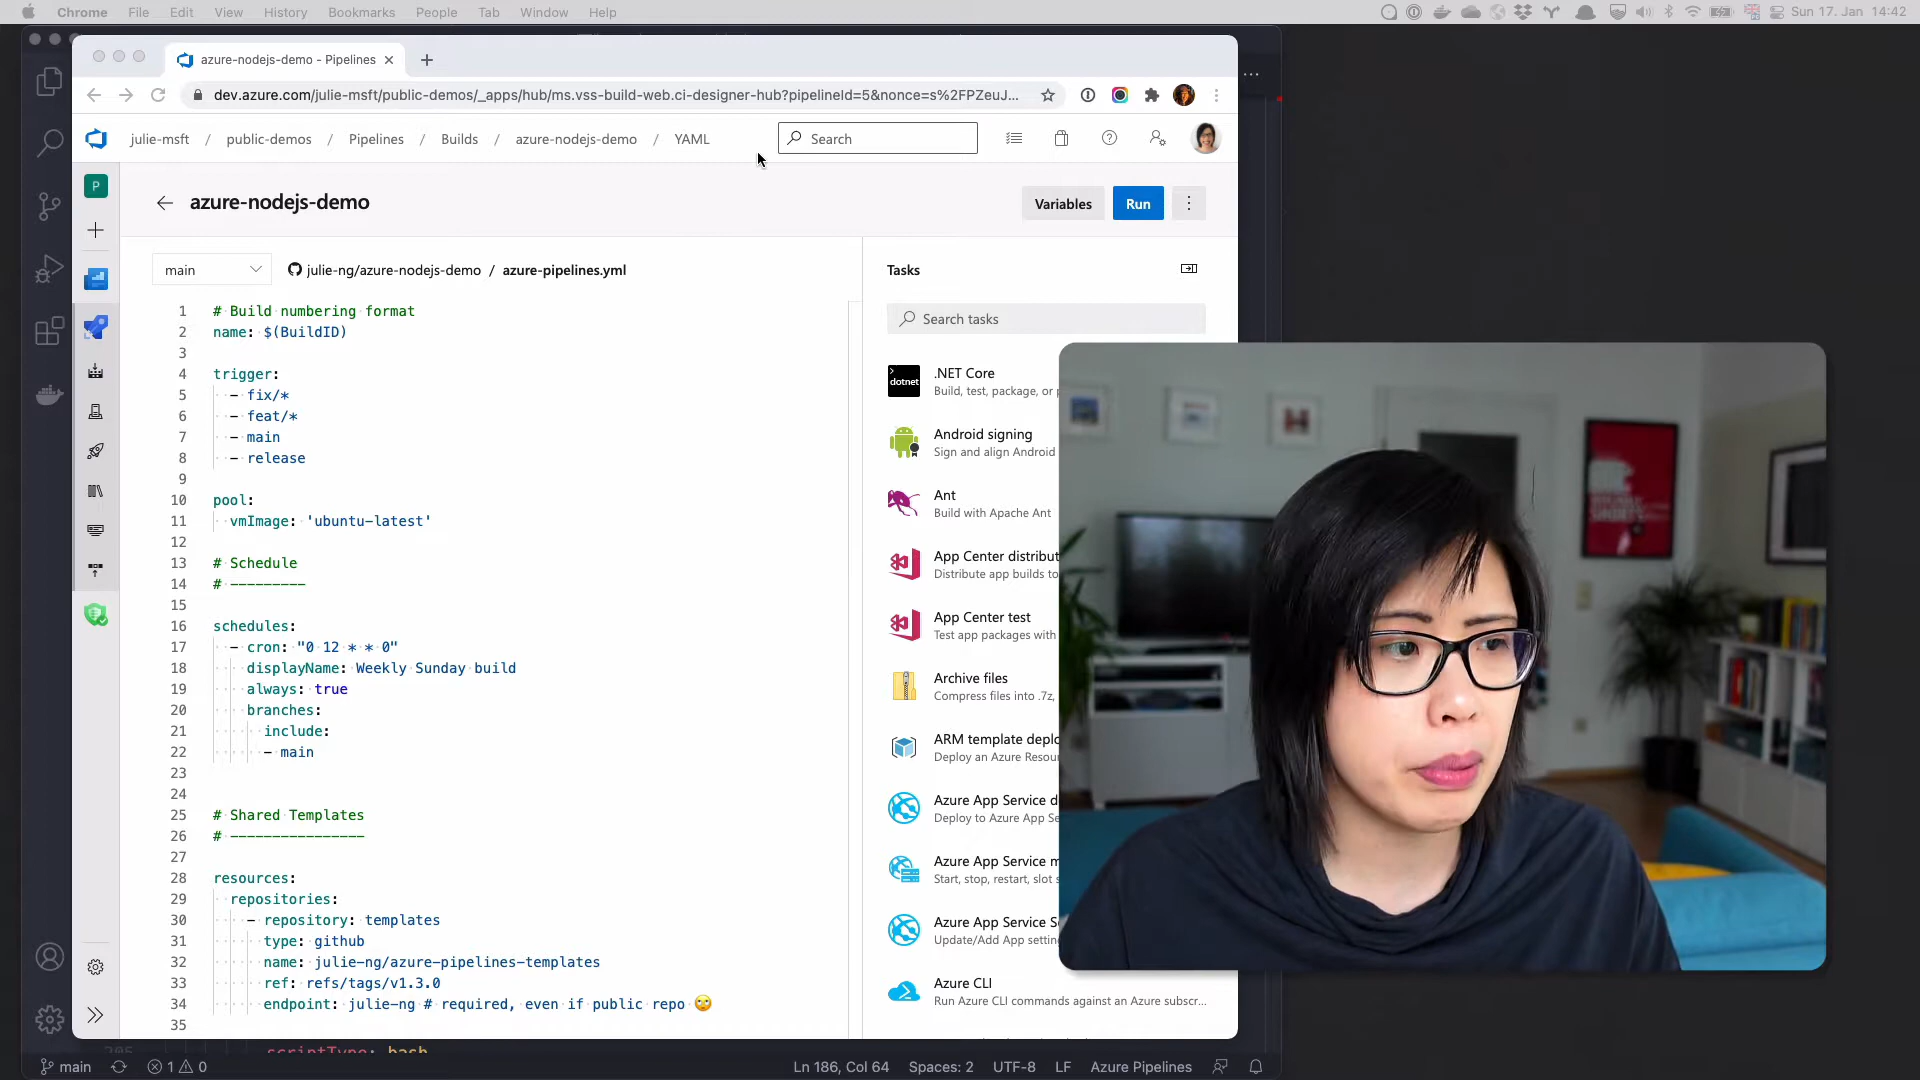 Chrome File Edit View History Bookmarks People Tab Window Help
Sun 17. Jan 14:42
azure-nodejs-demo - Pipelines
dev.azure.com/julie-msft/public-demos/_apps/hub/ms.vss-build-web.ci-designer-hub?pipelineId=5&nonce=s%2FPZeuJ...
julie-msft / public-demos / Pipelines / Builds / azure-nodejs-demo / YAML
Search
P
azure-nodejs-demo
Variables
Run
main
julie-ng/azure-nodejs-demo / azure-pipelines.yml
1 # Build numbering format
2 name: $(BuildID)
3
4 trigger:
5 - fix/*
6 - feat/*
7 - main
8 - release
9
10 pool:
11 vmImage: 'ubuntu-latest'
12
13 # Schedule
14 # ---------
15
16 schedules:
17 - cron: "0 12 * * 0"
18 displayName: Weekly Sunday build
19 always: true
20 branches:
21 include:
22 - main
23
24
25 # Shared Templates
26 # ----------------
27
28 resources:
29 repositories:
30 - repository: templates
31 type: github
32 name: julie-ng/azure-pipelines-templates
33 ref: refs/tags/v1.3.0
34 endpoint: julie-ng # required, even if public repo 🙄
35
Tasks
Search tasks
dotnet
.NET Core
Build, test, package, or
Android signing
Sign and align Android
Ant
Build with Apache Ant
App Center distribut
Distribute app builds to
App Center test
Test app packages with
Archive files
Compress files into .7z,
ARM template deplo
Deploy an Azure Resou
Azure App Service d
Deploy to Azure App Se
Azure App Service m
Start, stop, restart, slot s
Azure App Service Se
Update/Add App settin
Azure CLI
Run Azure CLI commands against an Azure subscr...
205 scriptType: bash
main 1 0
Ln 186, Col 64 Spaces: 2 UTF-8 LF Azure Pipelines